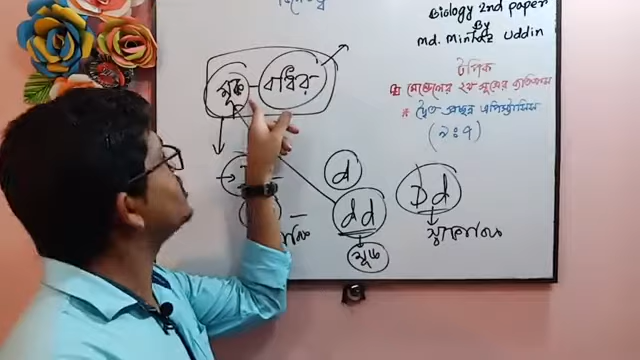 Biology 2nd paper
By
Md. Minhaz Uddin
টপিক
মেন্ডেলের ২য় সূত্রের ব্যতিক্রম
দ্বৈত প্রচ্ছন্ন এপিস্ট্যাসিস
(৯:৭)
মূক – বধির
d
dd
Dd
মূক
স্বাভাবিক